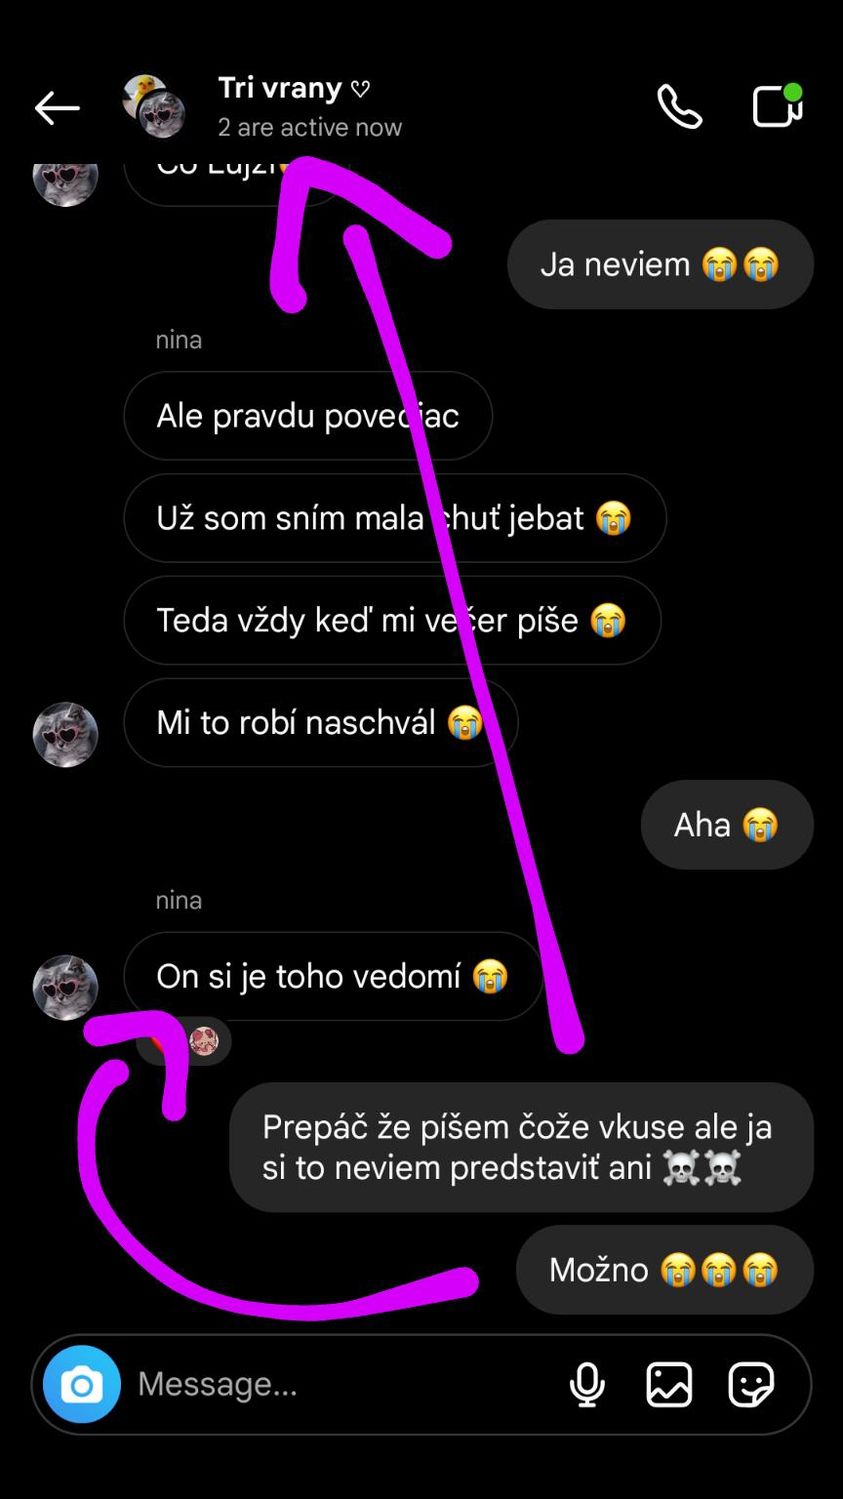 Tri vrany ♡
2 are active now
Čo Lujzi
Ja neviem 😭😭
nina
Ale pravdu povediac
Už som sním mala chuť jebat 😭
Teda vždy keď mi večer píše 😭
Mi to robí naschvál 😭
Aha 😭
nina
On si je toho vedomí 😭
Prepáč že píšem čože vkuse ale ja
si to neviem predstaviť ani ☠️☠️
Možno 😭😭😭
Message...